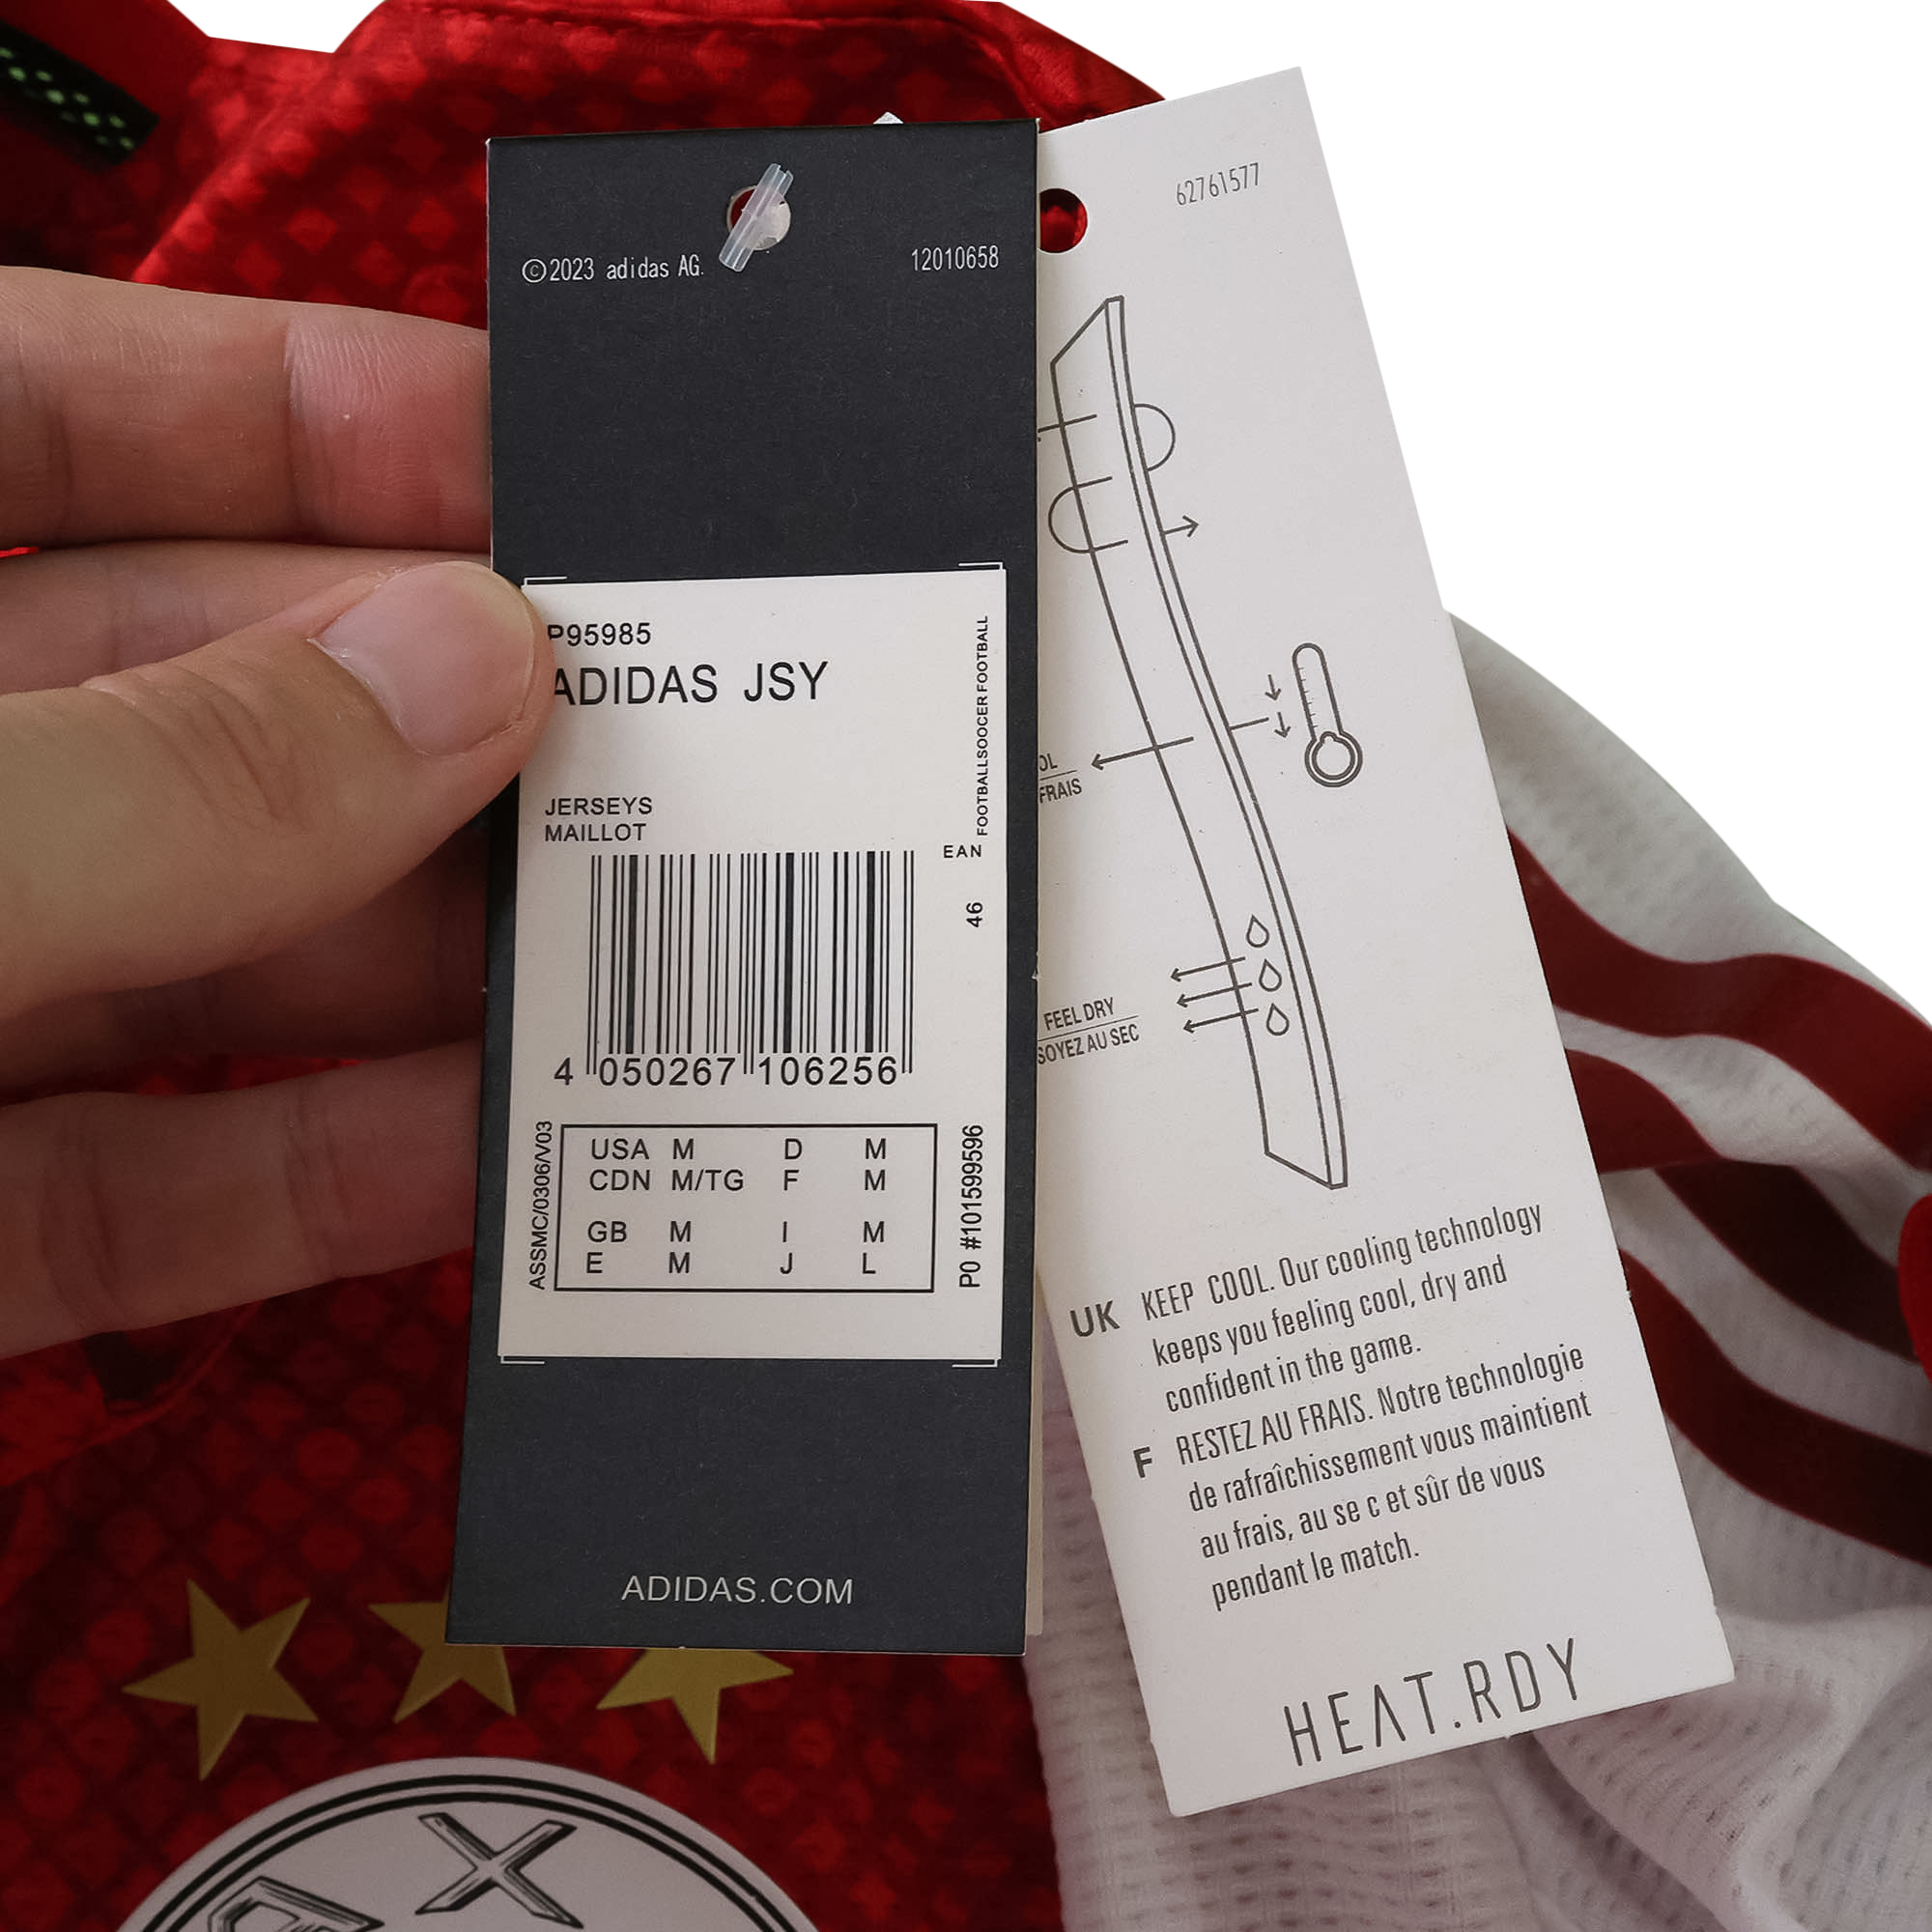 ©2023 adidas AG.
12010658
P95985
ADIDAS JSY
FOOTBALLSOCCER FOOTBALL
JERSEYS
MAILLOT
EAN
46
4 050267 106256
ASSMC/0306/V03
USA M D M
CDN M/TG F M
GB M I M
E M J L
P0 #101599596
ADIDAS.COM
62761577
OL
FRAIS
FEEL DRY
SOYEZ AU SEC
UK KEEP COOL. Our cooling technology
keeps you feeling cool, dry and
confident in the game.
F RESTEZ AU FRAIS. Notre technologie
de rafraîchissement vous maintient
au frais, au se c et sûr de vous
pendant le match.
HEAT.RDY
X